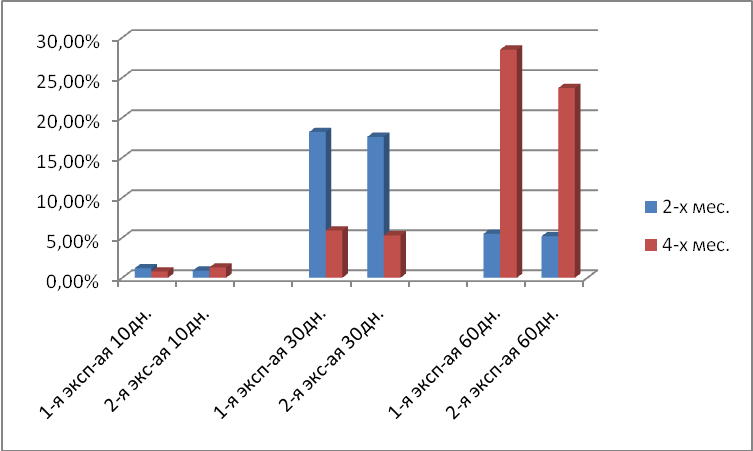 30,00%
25,00%
20,00%
15,00%
10,00%
5,00%
0,00%
1-я эксп-ая 10дн.
2-я экс-ая 10дн.
1-я эксп-ая 30дн.
2-я экс-ая 30дн.
1-я эксп-ая 60дн.
2-я эксп-ая 60дн.
2-х мес.
4-х мес.